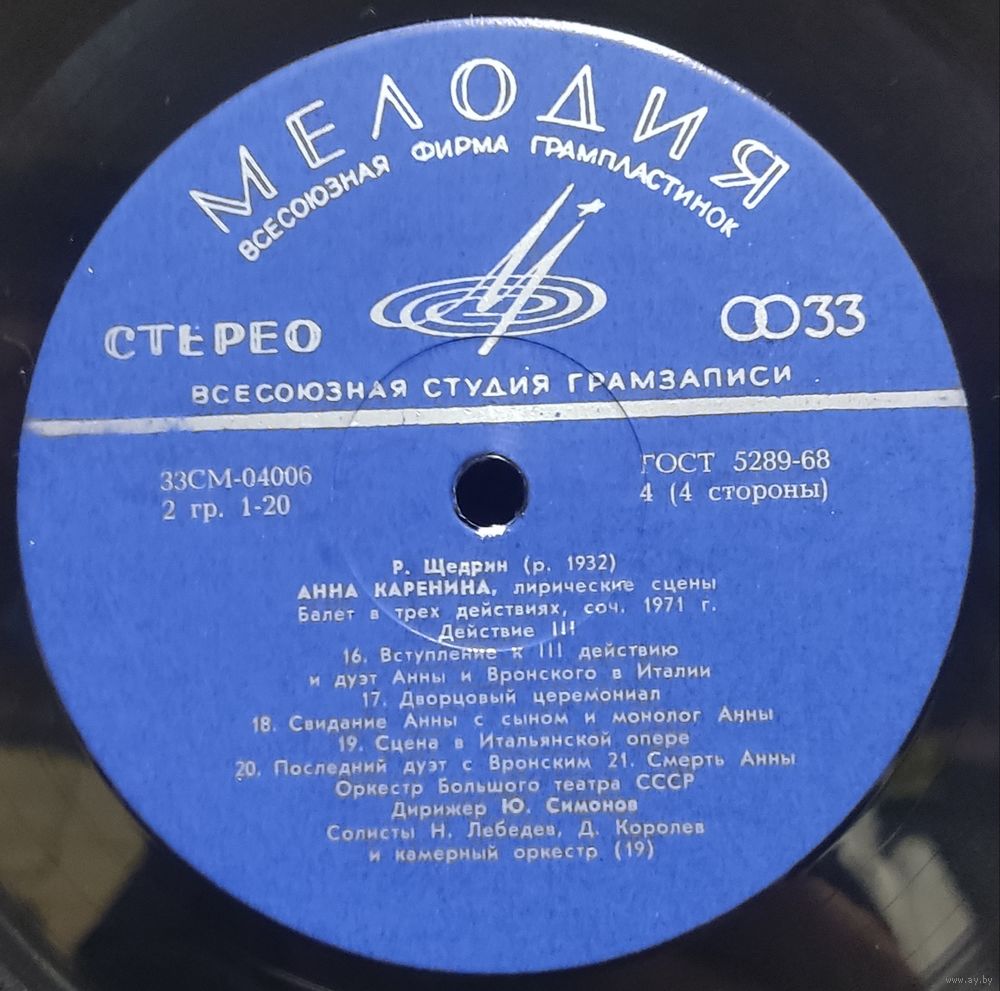 МЕЛОДИЯ
ВСЕСОЮЗНАЯ ФИРМА ГРАМПЛАСТИНОК
СТЕРЕО
33
ВСЕСОЮЗНАЯ СТУДИЯ ГРАМЗАПИСИ
33СМ-04006
2 гр. 1-20
ГОСТ 5289-68
4 (4 стороны)
Р. Щедрин (р. 1932)
АННА КАРЕНИНА, лирические сцены
Балет в трех действиях, соч. 1971 г.
Действие III
16. Вступление к III действию
и дуэт Анны и Вронского в Италии
17. Дворцовый церемониал
18. Свидание Анны с сыном и монолог Анны
19. Сцена в Итальянской опере
20. Последний дуэт с Вронским 21. Смерть Анны
Оркестр Большого театра СССР
Дирижер Ю. Симонов
Солисты Н. Лебедев, Д. Королев
и камерный оркестр (19)
www.ay.by